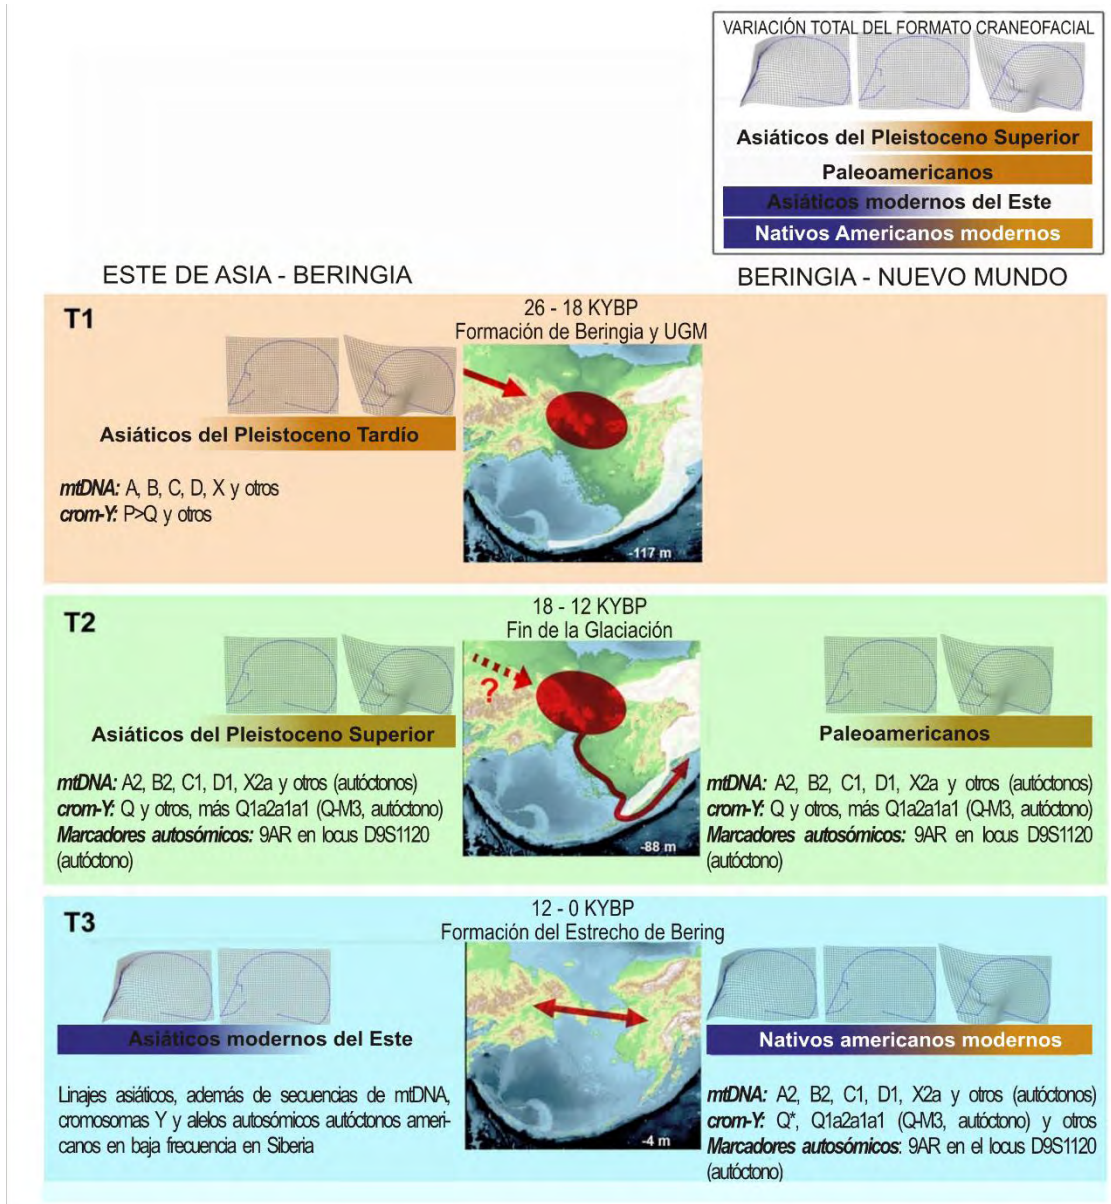 VARIACIÓN TOTAL DEL FORMATO CRANEOFACIAL
Asiáticos del Pleistoceno Superior
Paleoamericanos
Asiáticos modernos del Este
Nativos Americanos modernos
ESTE DE ASIA - BERINGIA
BERINGIA - NUEVO MUNDO
T1
26 - 18 KYBP
Formación de Beringia y UGM
Asiáticos del Pleistoceno Tardío
mtDNA: A, B, C, D, X y otros
crom-Y: P>Q y otros
-117 m
T2
18 - 12 KYBP
Fin de la Glaciación
?
Asiáticos del Pleistoceno Superior
mtDNA: A2, B2, C1, D1, X2a y otros (autóctonos)
crom-Y: Q y otros, más Q1a2a1a1 (Q-M3, autóctono)
Marcadores autosómicos: 9AR en locus D9S1120
(autóctono)
-88 m
Paleoamericanos
mtDNA: A2, B2, C1, D1, X2a y otros (autóctonos)
crom-Y: Q y otros, más Q1a2a1a1 (Q-M3, autóctono)
Marcadores autosómicos: 9AR en locus D9S1120
(autóctono)
T3
12 - 0 KYBP
Formación del Estrecho de Bering
Asiáticos modernos del Este
Linajes asiáticos, además de secuencias de mtDNA,
cromosomas Y y alelos autosómicos autóctonos ameri-
canos en baja frecuencia en Siberia
-4 m
Nativos americanos modernos
mtDNA: A2, B2, C1, D1, X2a y otros (autóctonos)
crom-Y: Q*, Q1a2a1a1 (Q-M3, autóctono) y otros
Marcadores autosómicos: 9AR en el locus D9S1120
(autóctono)